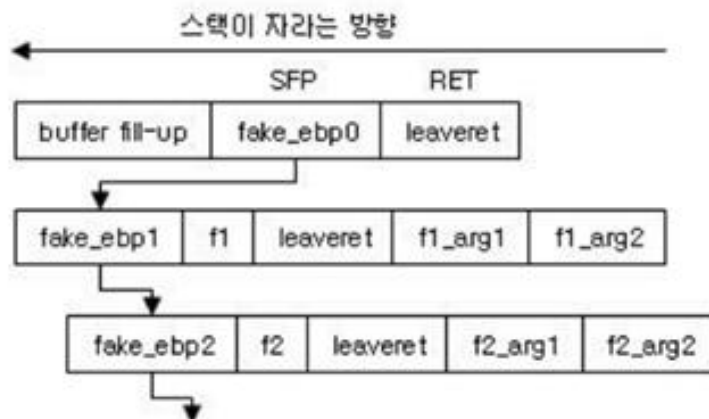 스택이 자라는 방향
SFP RET
buffer fill-up fake_ebp0 leaveret
fake_ebp1 f1 leaveret f1_arg1 f1_arg2
fake_ebp2 f2 leaveret f2_arg1 f2_arg2